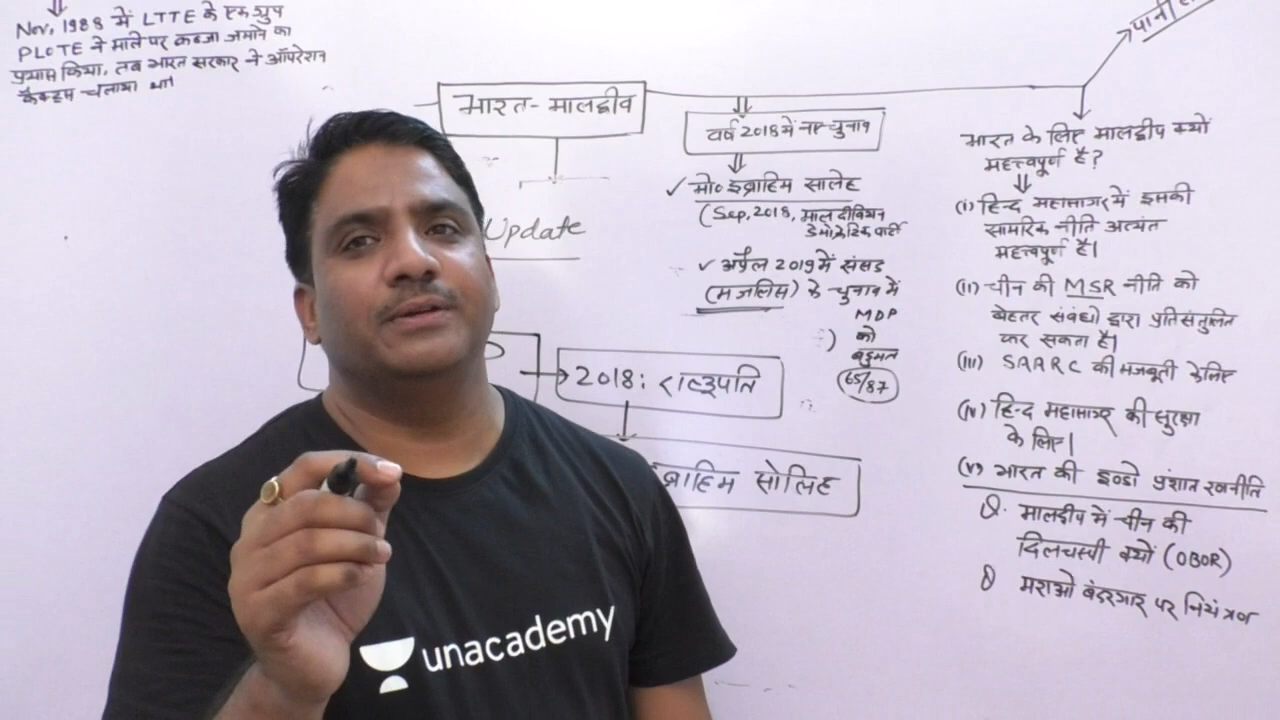 Nov, 1988 में LTTE के एक ग्रुप
PLOTE ने माले पर कब्जा जमाने का
प्रयास किया, तब भारत सरकार ने ऑपरेशन
कैक्टस चलाया था
भारत-मालद्वीव
Update
2018: राष्ट्रपति
ब्राहिम सोलिह
वर्ष 2018 में नए चुनाव
✓ मो० इब्राहिम सालेह
(Sep, 2018, मालदीवियन
डेमोक्रेटिक पार्टी
✓ अप्रैल 2019 में संसद
(मजलिस) के चुनाव में
MDP
को
बहुमत
65/87
पानी
भारत के लिए मालद्वीप क्यों
महत्त्वपूर्ण है?
(i) हिन्द महासागर में इसकी
सामरिक नीति अत्यंत
महत्त्वपूर्ण है।
(ii) चीन की MSR नीति को
बेहतर संबंधो द्वारा प्रतिसंतुलित
कर सकता है।
(iii) SAARC की मजबूती के लिए
(iv) हिन्द महासागर की सुरक्षा
के लिए।
(v) भारत की इण्डो प्रशांत रणनीति
Q. मालदीप में चीन की
दिलचस्पी क्यों (OBOR)
मराओ बंदरगाह पर नियंत्रण
unacademy